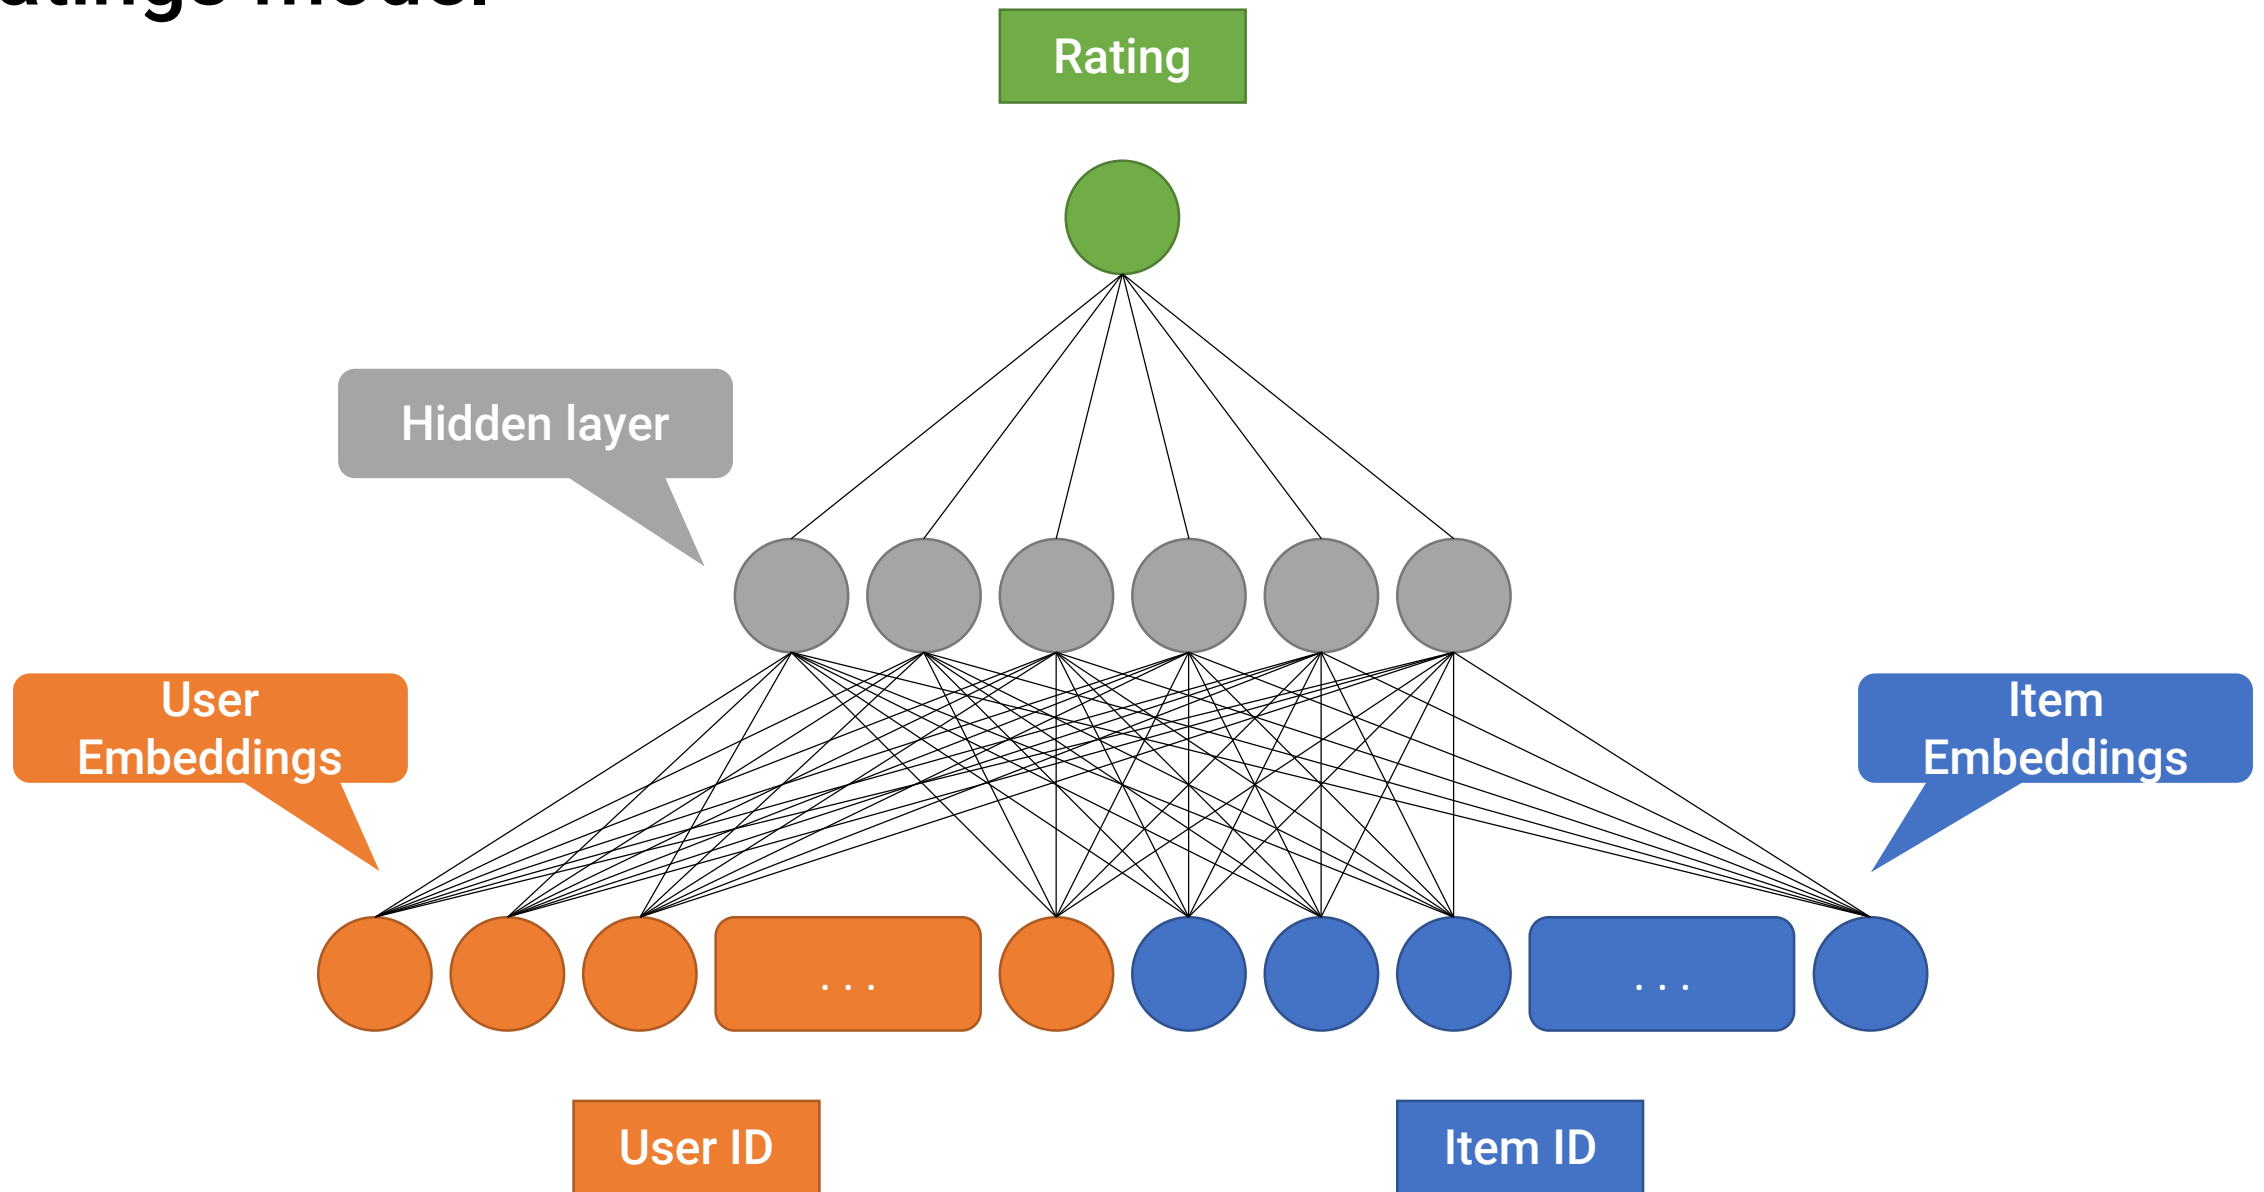 Rating
Hidden layer
User
Embeddings
Item
Embeddings
. . .
. . .
User ID
Item ID